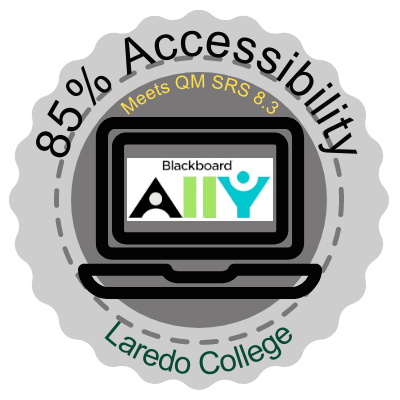 85% Accessibility
Meets QM SRS 8.3
Blackboard
Ally
Laredo College